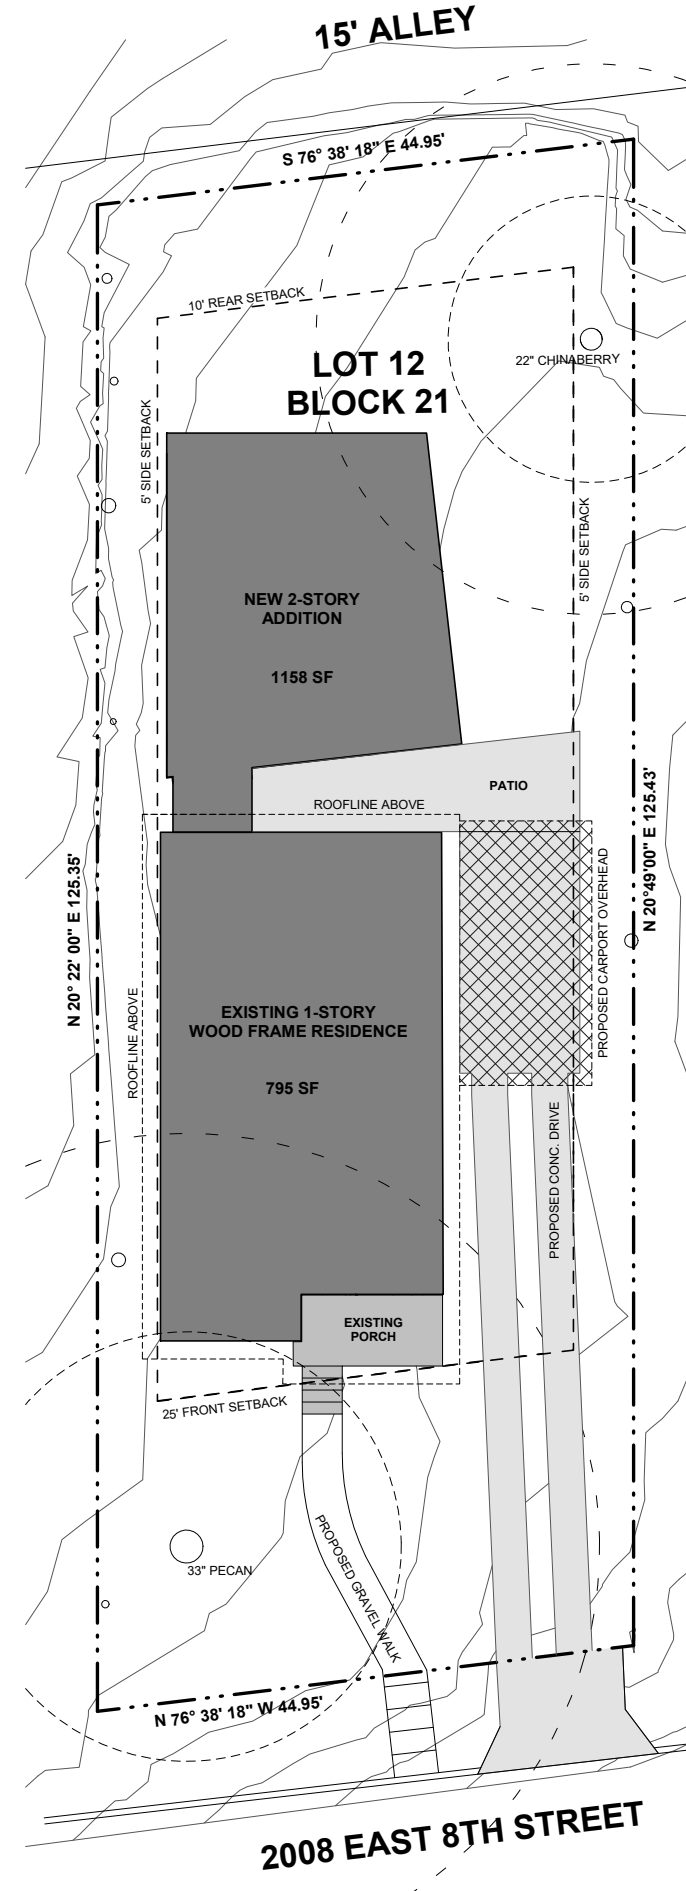 15' ALLEY
S 76° 38' 18" E 44.95'
10' REAR SETBACK
LOT 12
BLOCK 21
22" CHINABERRY
5' SIDE SETBACK
5' SIDE SETBACK
NEW 2-STORY
ADDITION
1158 SF
PATIO
ROOFLINE ABOVE
N 20° 22' 00" E 125.35'
N 20°49'00" E 125.43'
PROPOSED CARPORT OVERHEAD
ROOFLINE ABOVE
EXISTING 1-STORY
WOOD FRAME RESIDENCE
795 SF
PROPOSED CONC. DRIVE
EXISTING
PORCH
25' FRONT SETBACK
PROPOSED GRAVEL WALK
33" PECAN
N 76° 38' 18" W 44.95'
2008 EAST 8TH STREET